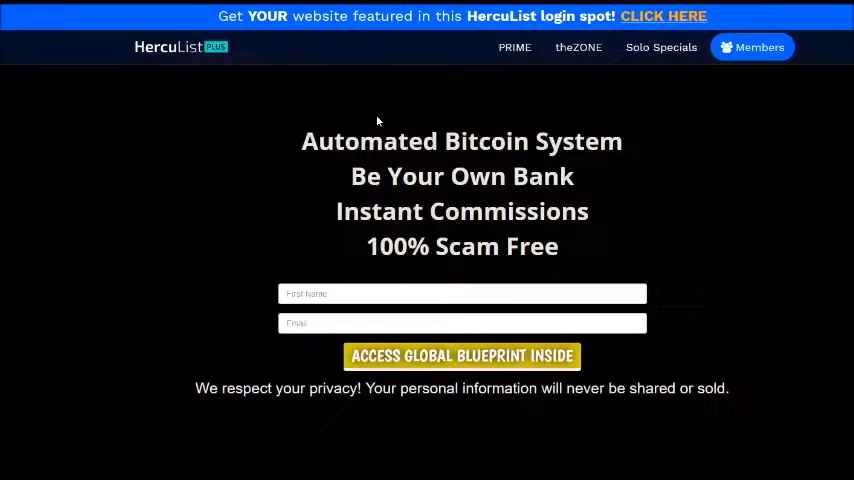 Get YOUR website featured in this HercuList login spot! CLICK HERE
HercuList PLUS
PRIME theZONE Solo Specials Members
Automated Bitcoin System
Be Your Own Bank
Instant Commissions
100% Scam Free
First Name
Email
ACCESS GLOBAL BLUEPRINT INSIDE
We respect your privacy! Your personal information will never be shared or sold.